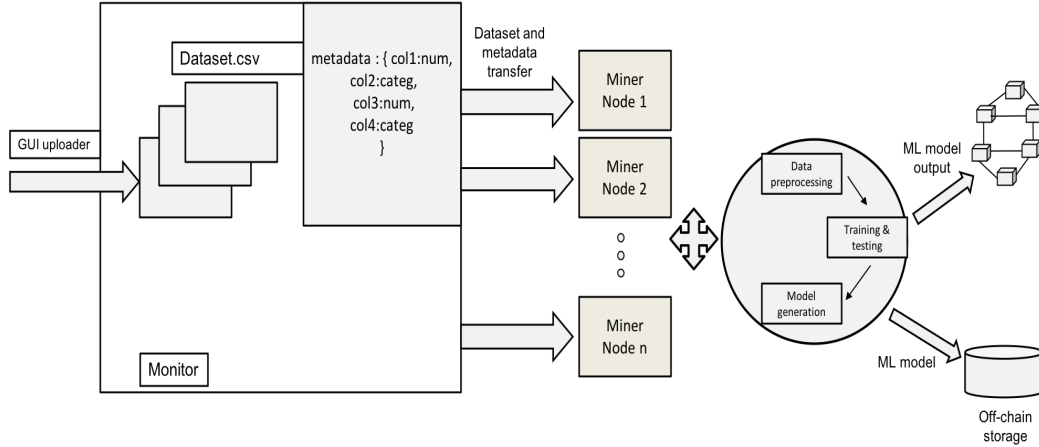 GUI uploader
Dataset.csv
metadata : { col1:num,
col2:categ,
col3:num,
col4:categ
}
Monitor
Dataset and
metadata
transfer
Miner
Node 1
Miner
Node 2
Miner
Node n
Data
preprocessing
Training &
testing
Model
generation
ML model
output
ML model
Off-chain
storage